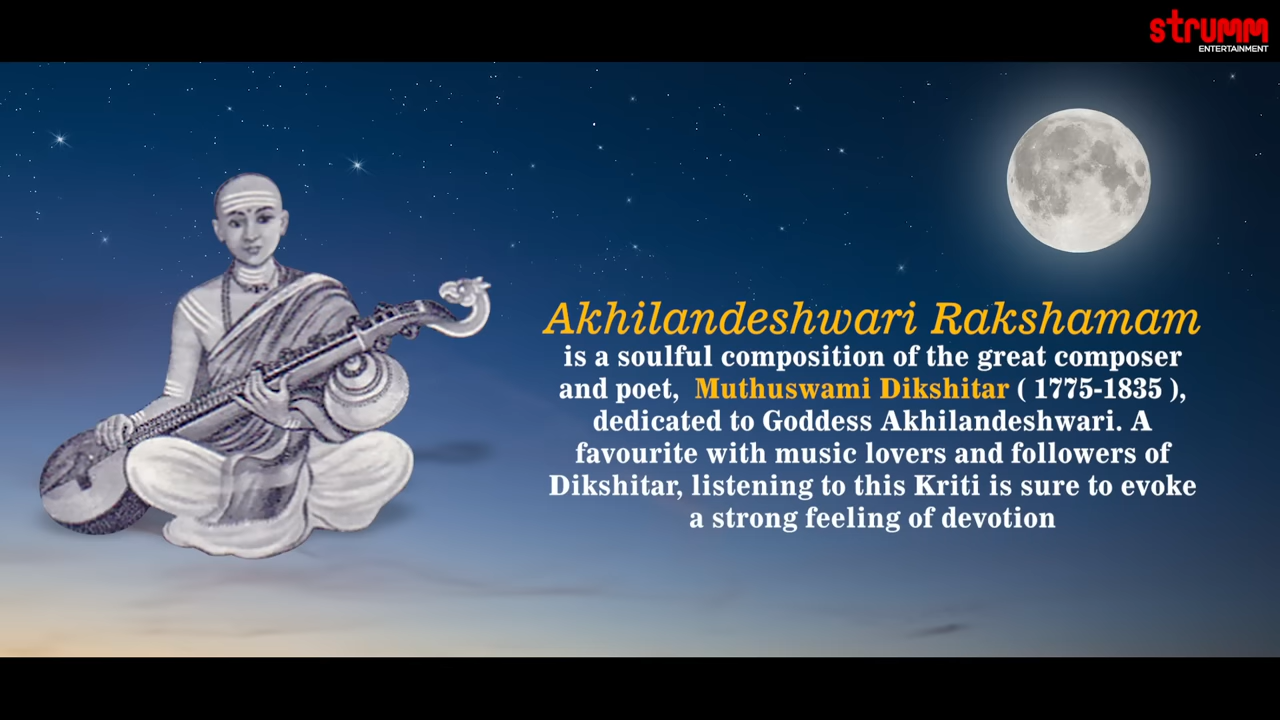 strumm
ENTERTAINMENT
Akhilandeshwari Rakshamam
is a soulful composition of the great composer
and poet, Muthuswami Dikshitar ( 1775-1835 ),
dedicated to Goddess Akhilandeshwari. A
favourite with music lovers and followers of
Dikshitar, listening to this Kriti is sure to evoke
a strong feeling of devotion